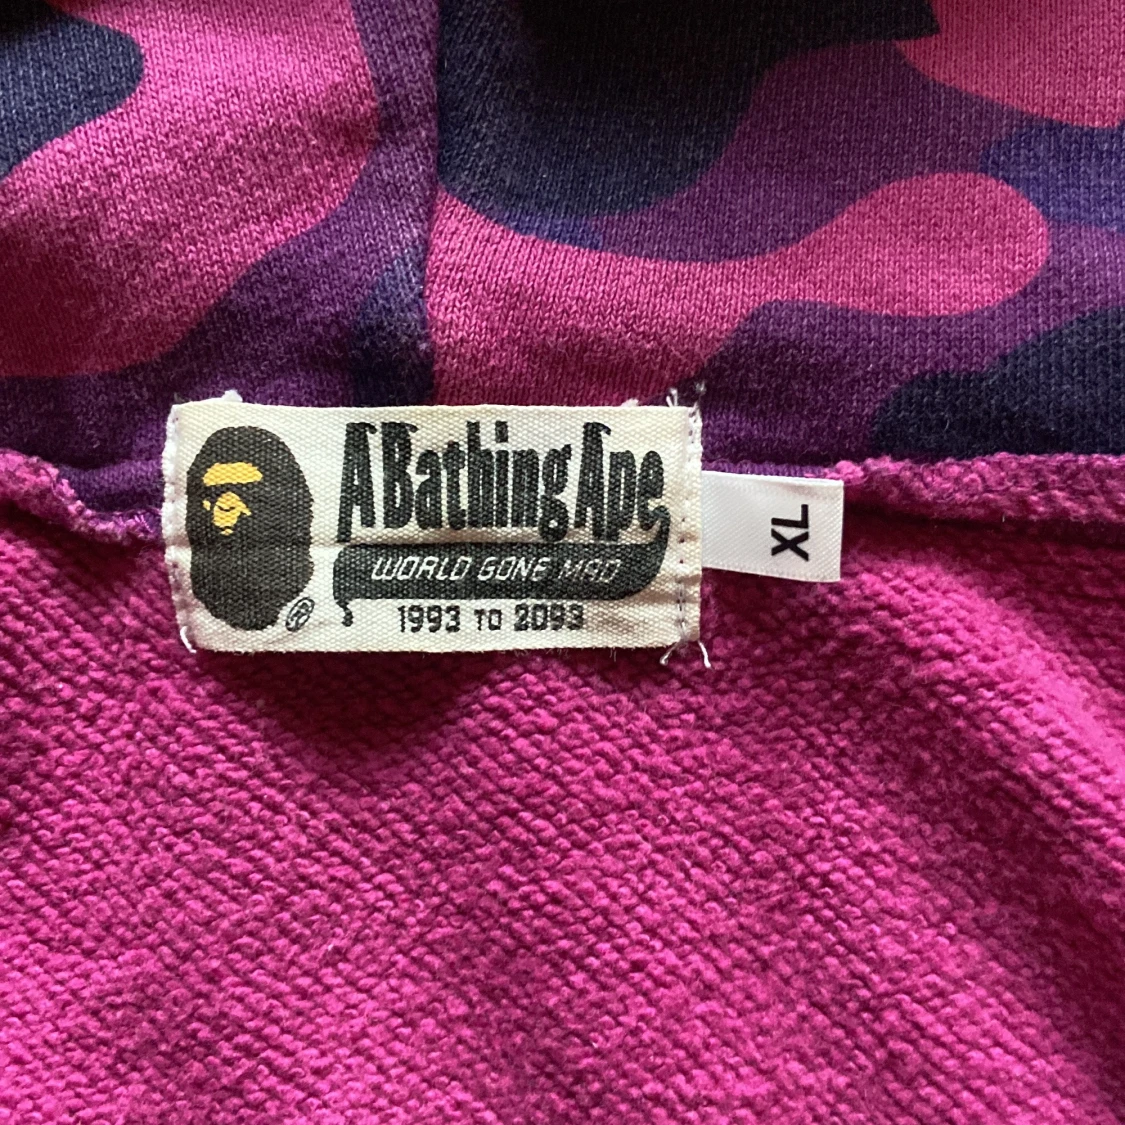 A Bathing Ape
WORLD GONE MAD
1993 TO 2093
®
XL